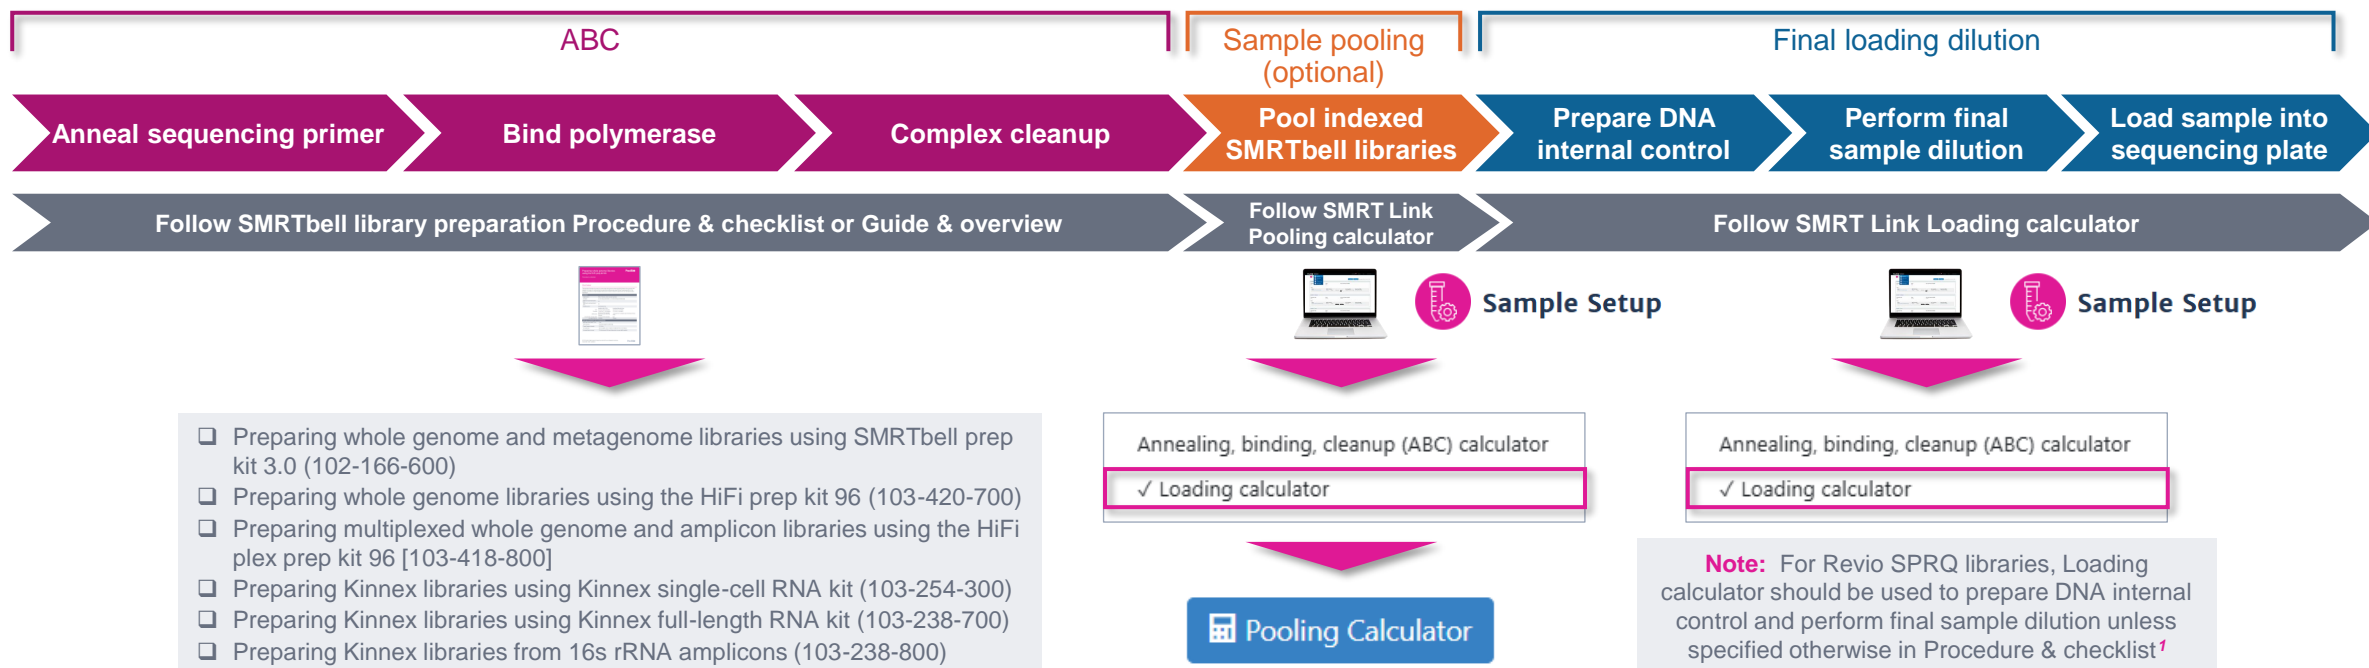 ABC
Sample pooling
(optional)
Final loading dilution
Anneal sequencing primer
Bind polymerase
Complex cleanup
Pool indexed
SMRTbell libraries
Prepare DNA
internal control
Perform final
sample dilution
Load sample into
sequencing plate
Follow SMRTbell library preparation Procedure & checklist or Guide & overview
Follow SMRT Link
Pooling calculator
Follow SMRT Link Loading calculator
Sample Setup
Sample Setup
❑ Preparing whole genome and metagenome libraries using SMRTbell prep
kit 3.0 (102-166-600)
❑ Preparing whole genome libraries using the HiFi prep kit 96 (103-420-700)
❑ Preparing multiplexed whole genome and amplicon libraries using the HiFi
plex prep kit 96 [103-418-800]
❑ Preparing Kinnex libraries using Kinnex single-cell RNA kit (103-254-300)
❑ Preparing Kinnex libraries using Kinnex full-length RNA kit (103-238-700)
❑ Preparing Kinnex libraries from 16s rRNA amplicons (103-238-800)
Annealing, binding, cleanup (ABC) calculator
✓ Loading calculator
Pooling Calculator
Annealing, binding, cleanup (ABC) calculator
✓ Loading calculator
Note: For Revio SPRQ libraries, Loading
calculator should be used to prepare DNA internal
control and perform final sample dilution unless
specified otherwise in Procedure & checklist1